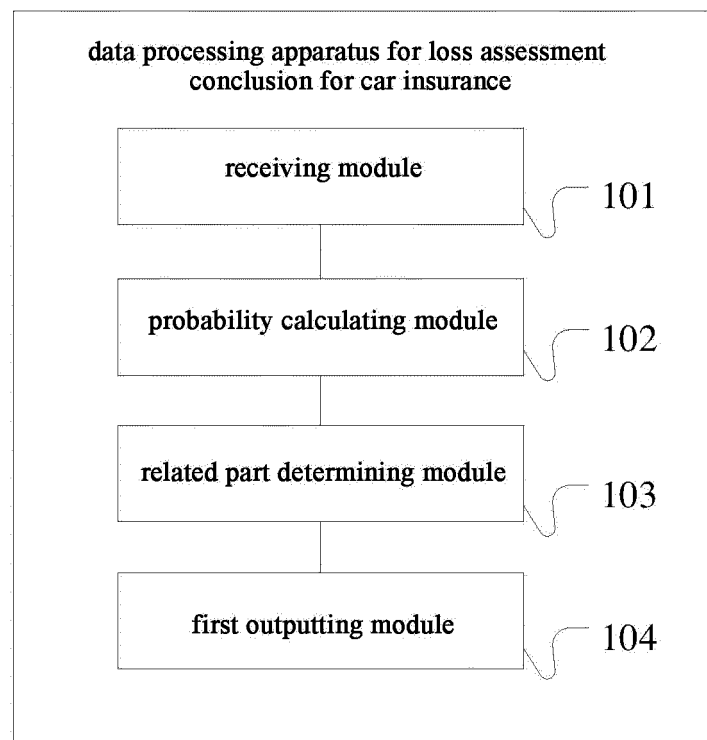 data processing apparatus for loss assessment
conclusion for car insurance
receiving module
101
probability calculating module
102
related part determining module
103
first outputting module
104